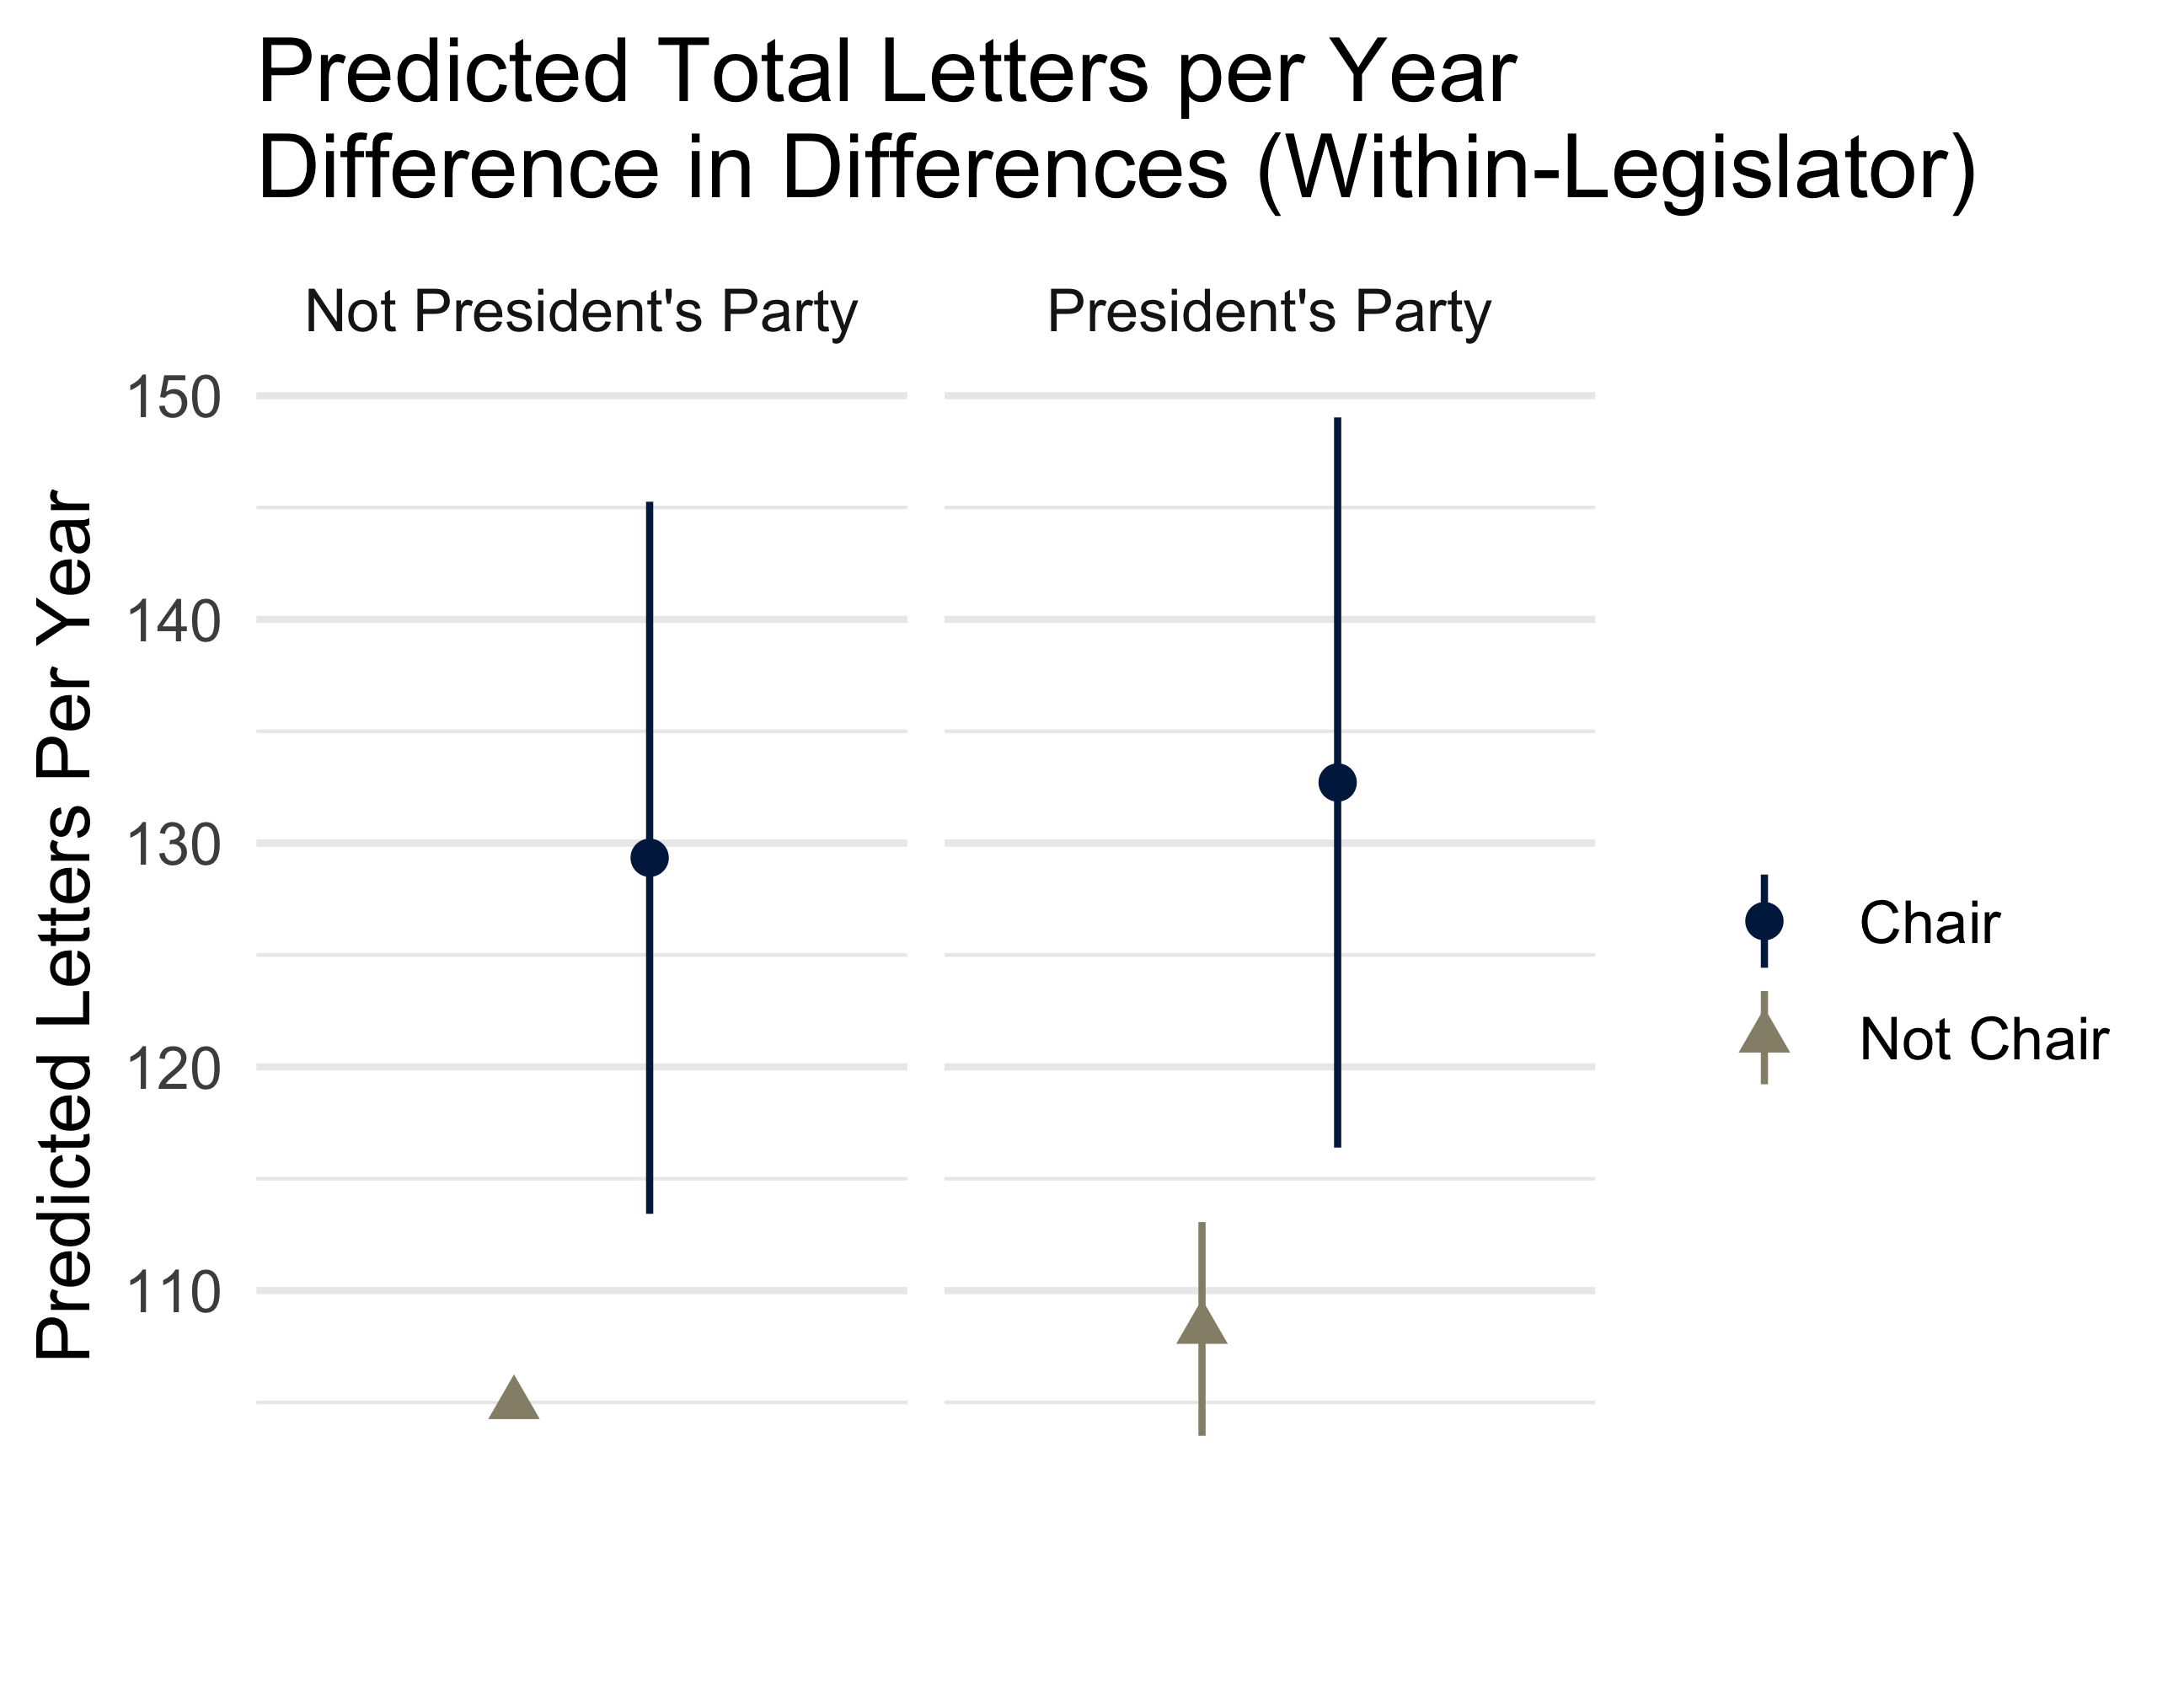 Predicted Total Letters per Year
Difference in Differences (Within-Legislator)
Not President's Party
President's Party
150
140
130
120
110
Predicted Letters Per Year
Chair
Not Chair